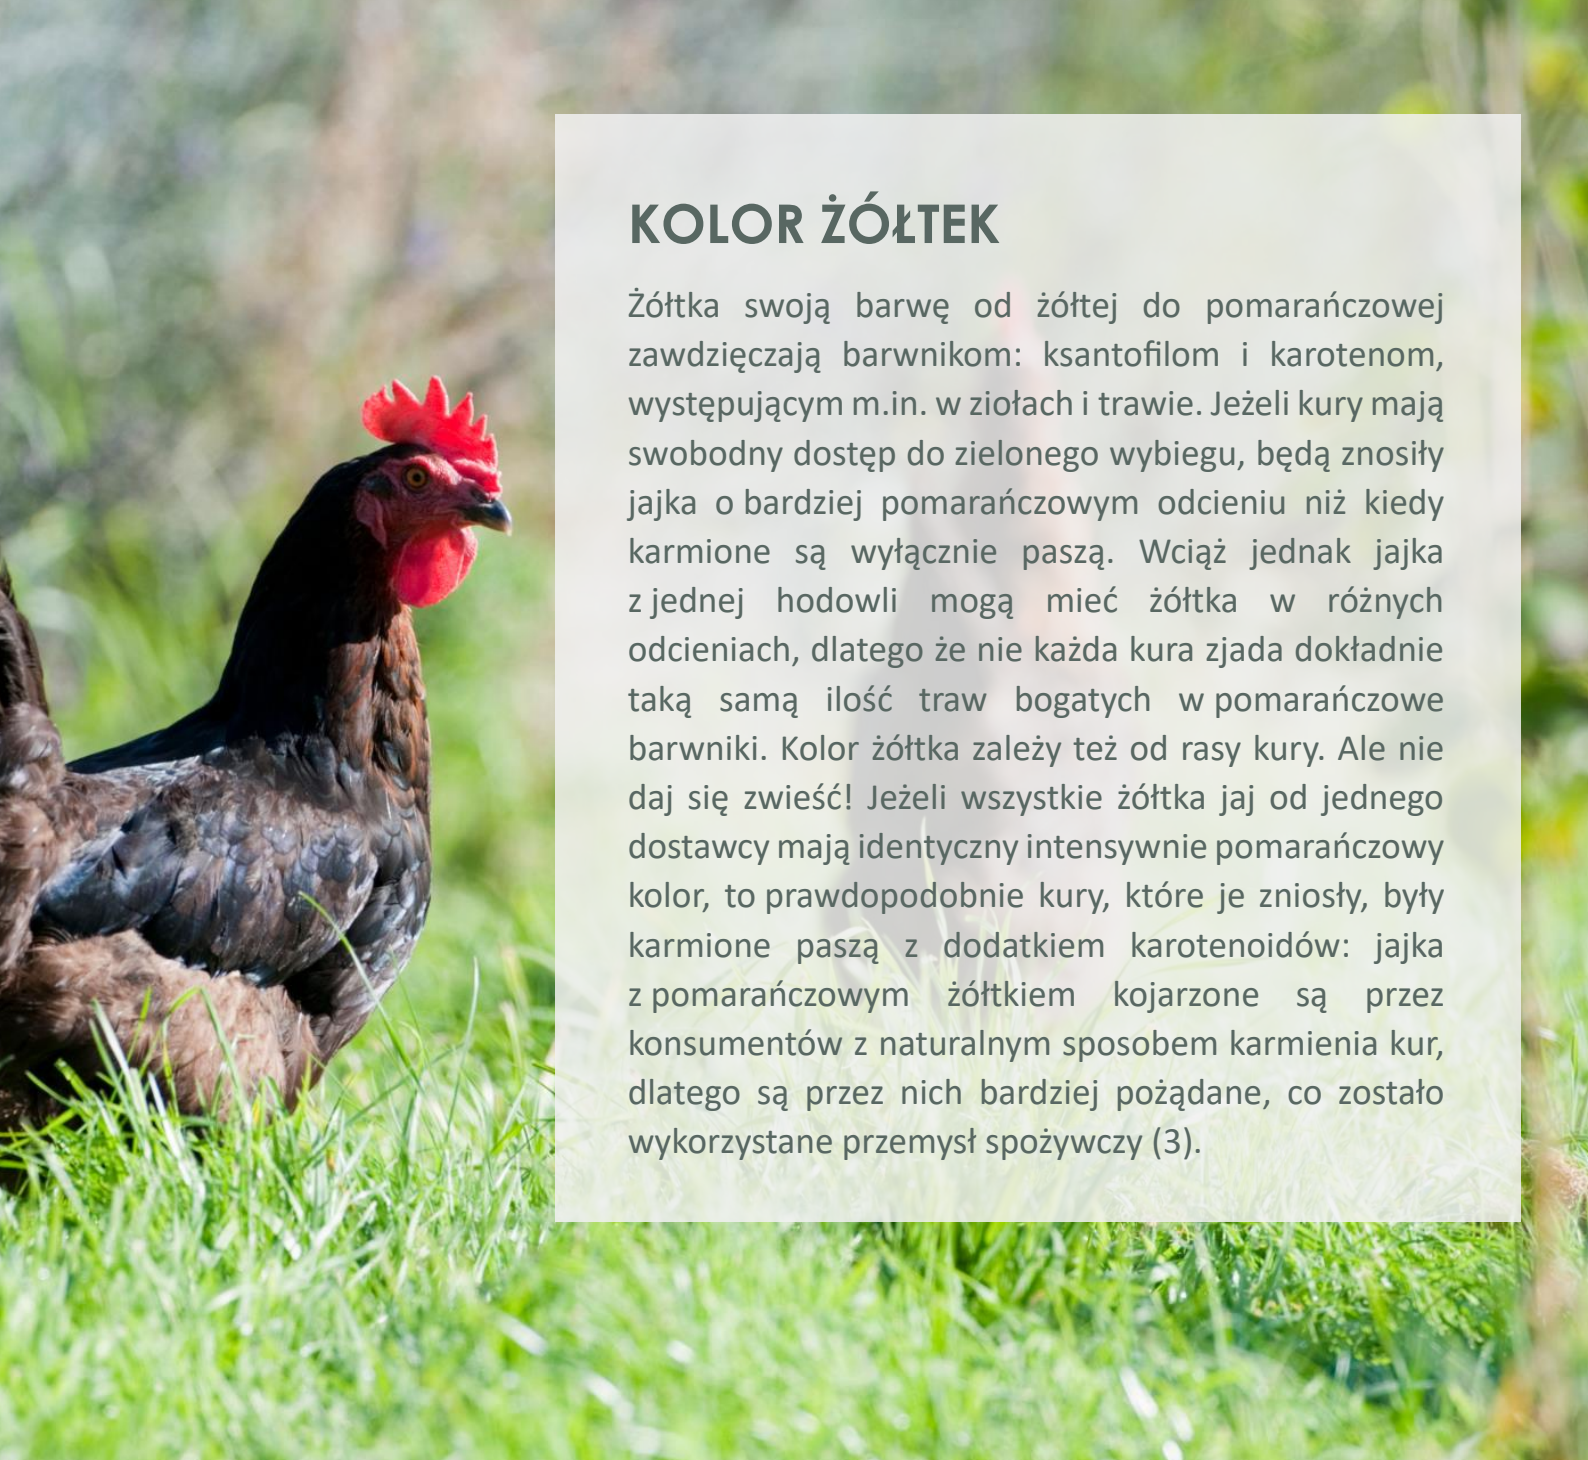 KOLOR ŻÓŁTEK
Żółtka swoją barwę od żółtej do pomarańczowej
zawdzięczają barwnikom: ksantofilom i karotenom,
występującym m.in. w ziołach i trawie. Jeżeli kury mają
swobodny dostęp do zielonego wybiegu, będą znosiły
jajka o bardziej pomarańczowym odcieniu niż kiedy
karmione są wyłącznie paszą. Wciąż jednak jajka
z jednej hodowli mogą mieć żółtka w różnych
odcieniach, dlatego że nie każda kura zjada dokładnie
taką samą ilość traw bogatych w pomarańczowe
barwniki. Kolor żółtka zależy też od rasy kury. Ale nie
daj się zwieść! Jeżeli wszystkie żółtka jaj od jednego
dostawcy mają identyczny intensywnie pomarańczowy
kolor, to prawdopodobnie kury, które je zniosły, były
karmione paszą z dodatkiem karotenoidów: jajka
z pomarańczowym żółtkiem kojarzone są przez
konsumentów z naturalnym sposobem karmienia kur,
dlatego są przez nich bardziej pożądane, co zostało
wykorzystane przemysł spożywczy (3).